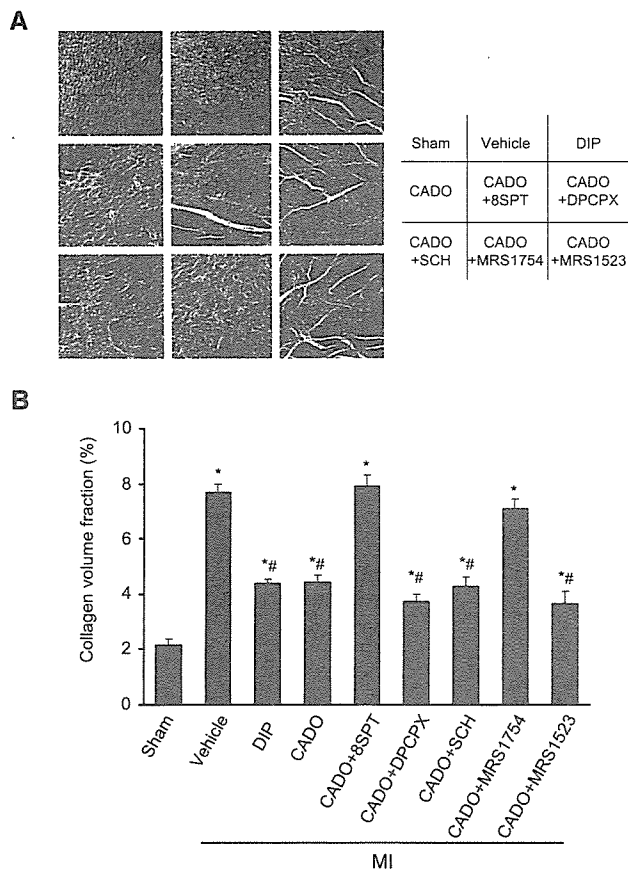 A
Sham Vehicle DIP
CADO CADO +8SPT CADO +DPCPX
CADO +SCH CADO +MRS1754 CADO +MRS1523
B
Collagen volume fraction (%)
10
8
6
4
2
0
*
*#
*#
*
*#
*#
*
*#
Sham
Vehicle
DIP
CADO
CADO+8SPT
CADO+DPCPX
CADO+SCH
CADO+MRS1754
CADO+MRS1523
MI